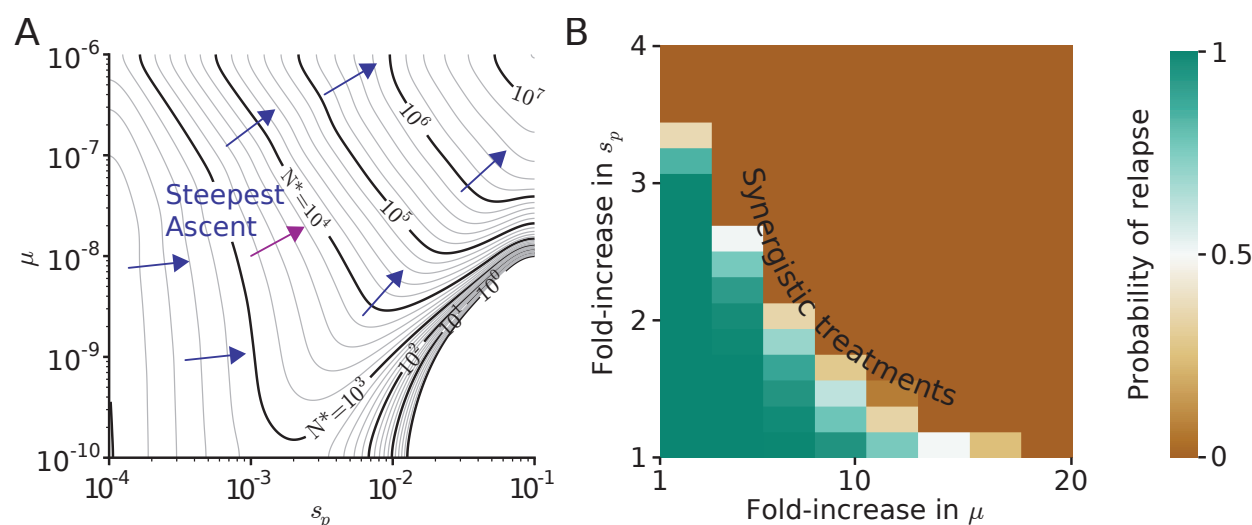 A
10^-6
10^-7
10^-8
10^-9
10^-10
μ
10^-4
10^-3
10^-2
10^-1
s_p
Steepest
Ascent
N*=10^4
N*=10^3
10^5
10^6
10^7
10^2
10^1
10^0
B
4
3
2
1
Fold-increase in s_p
1
10
20
Fold-increase in μ
Synergistic treatments
1
0.5
0
Probability of relapse